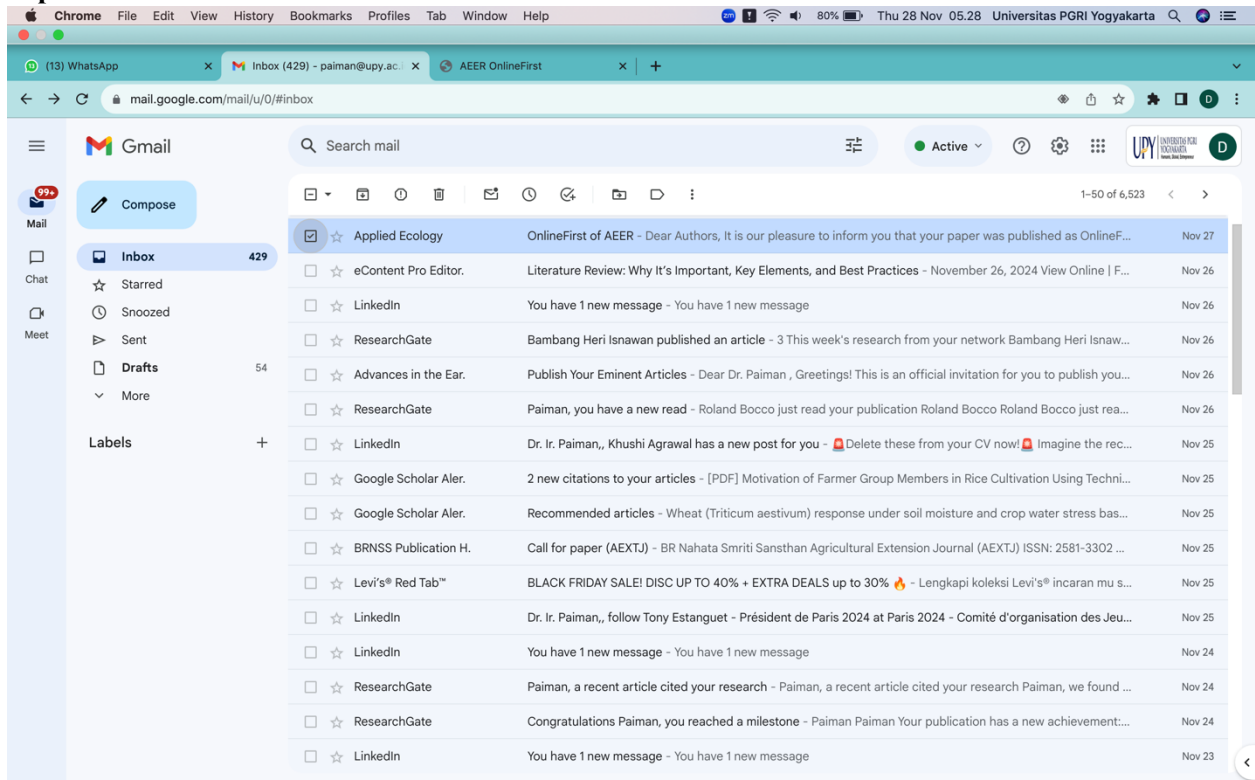 Chrome File Edit View History Bookmarks Profiles Tab Window Help 80% Thu 28 Nov 05.28 Universitas PGRI Yogyakarta
(13) WhatsApp Inbox (429) - paiman@upy.ac.i AEER OnlineFirst
mail.google.com/mail/u/0/#inbox D
Gmail Search mail Active UPY UNIVERSITAS PGRI YOGYAKARTA D
99+ Compose 1–50 of 6,523
Mail
Applied Ecology OnlineFirst of AEER - Dear Authors, It is our pleasure to inform you that your paper was published as OnlineF... Nov 27
Inbox 429
Chat
eContent Pro Editor. Literature Review: Why It's Important, Key Elements, and Best Practices - November 26, 2024 View Online | F... Nov 26
Starred
LinkedIn You have 1 new message - You have 1 new message Nov 26
Snoozed
Meet
Sent
ResearchGate Bambang Heri Isnawan published an article - 3 This week's research from your network Bambang Heri Isnaw... Nov 26
Drafts 54
Advances in the Ear. Publish Your Eminent Articles - Dear Dr. Paiman , Greetings! This is an official invitation for you to publish you... Nov 26
More
ResearchGate Paiman, you have a new read - Roland Bocco just read your publication Roland Bocco Roland Bocco just rea... Nov 26
Labels
LinkedIn Dr. Ir. Paiman,, Khushi Agrawal has a new post for you - 🚨Delete these from your CV now!🚨 Imagine the rec... Nov 25
Google Scholar Aler. 2 new citations to your articles - [PDF] Motivation of Farmer Group Members in Rice Cultivation Using Techni... Nov 25
Google Scholar Aler. Recommended articles - Wheat (Triticum aestivum) response under soil moisture and crop water stress bas... Nov 25
BRNSS Publication H. Call for paper (AEXTJ) - BR Nahata Smriti Sansthan Agricultural Extension Journal (AEXTJ) ISSN: 2581-3302 ... Nov 25
Levi's® Red Tab™ BLACK FRIDAY SALE! DISC UP TO 40% + EXTRA DEALS up to 30% 🔥 - Lengkapi koleksi Levi's® incaran mu s... Nov 25
LinkedIn Dr. Ir. Paiman,, follow Tony Estanguet - Président de Paris 2024 at Paris 2024 - Comité d'organisation des Jeu... Nov 25
LinkedIn You have 1 new message - You have 1 new message Nov 24
ResearchGate Paiman, a recent article cited your research - Paiman, a recent article cited your research Paiman, we found ... Nov 24
ResearchGate Congratulations Paiman, you reached a milestone - Paiman Paiman Your publication has a new achievement:... Nov 24
LinkedIn You have 1 new message - You have 1 new message Nov 23